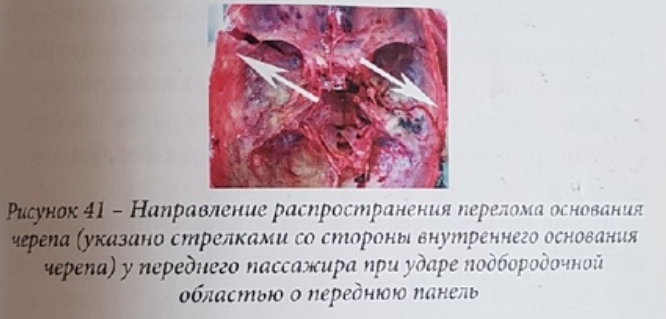 Рисунок 41 – Направление распространения перелома основания
черепа (указано стрелками со стороны внутреннего основания
черепа) у переднего пассажира при ударе подбородочной
областью о переднюю панель